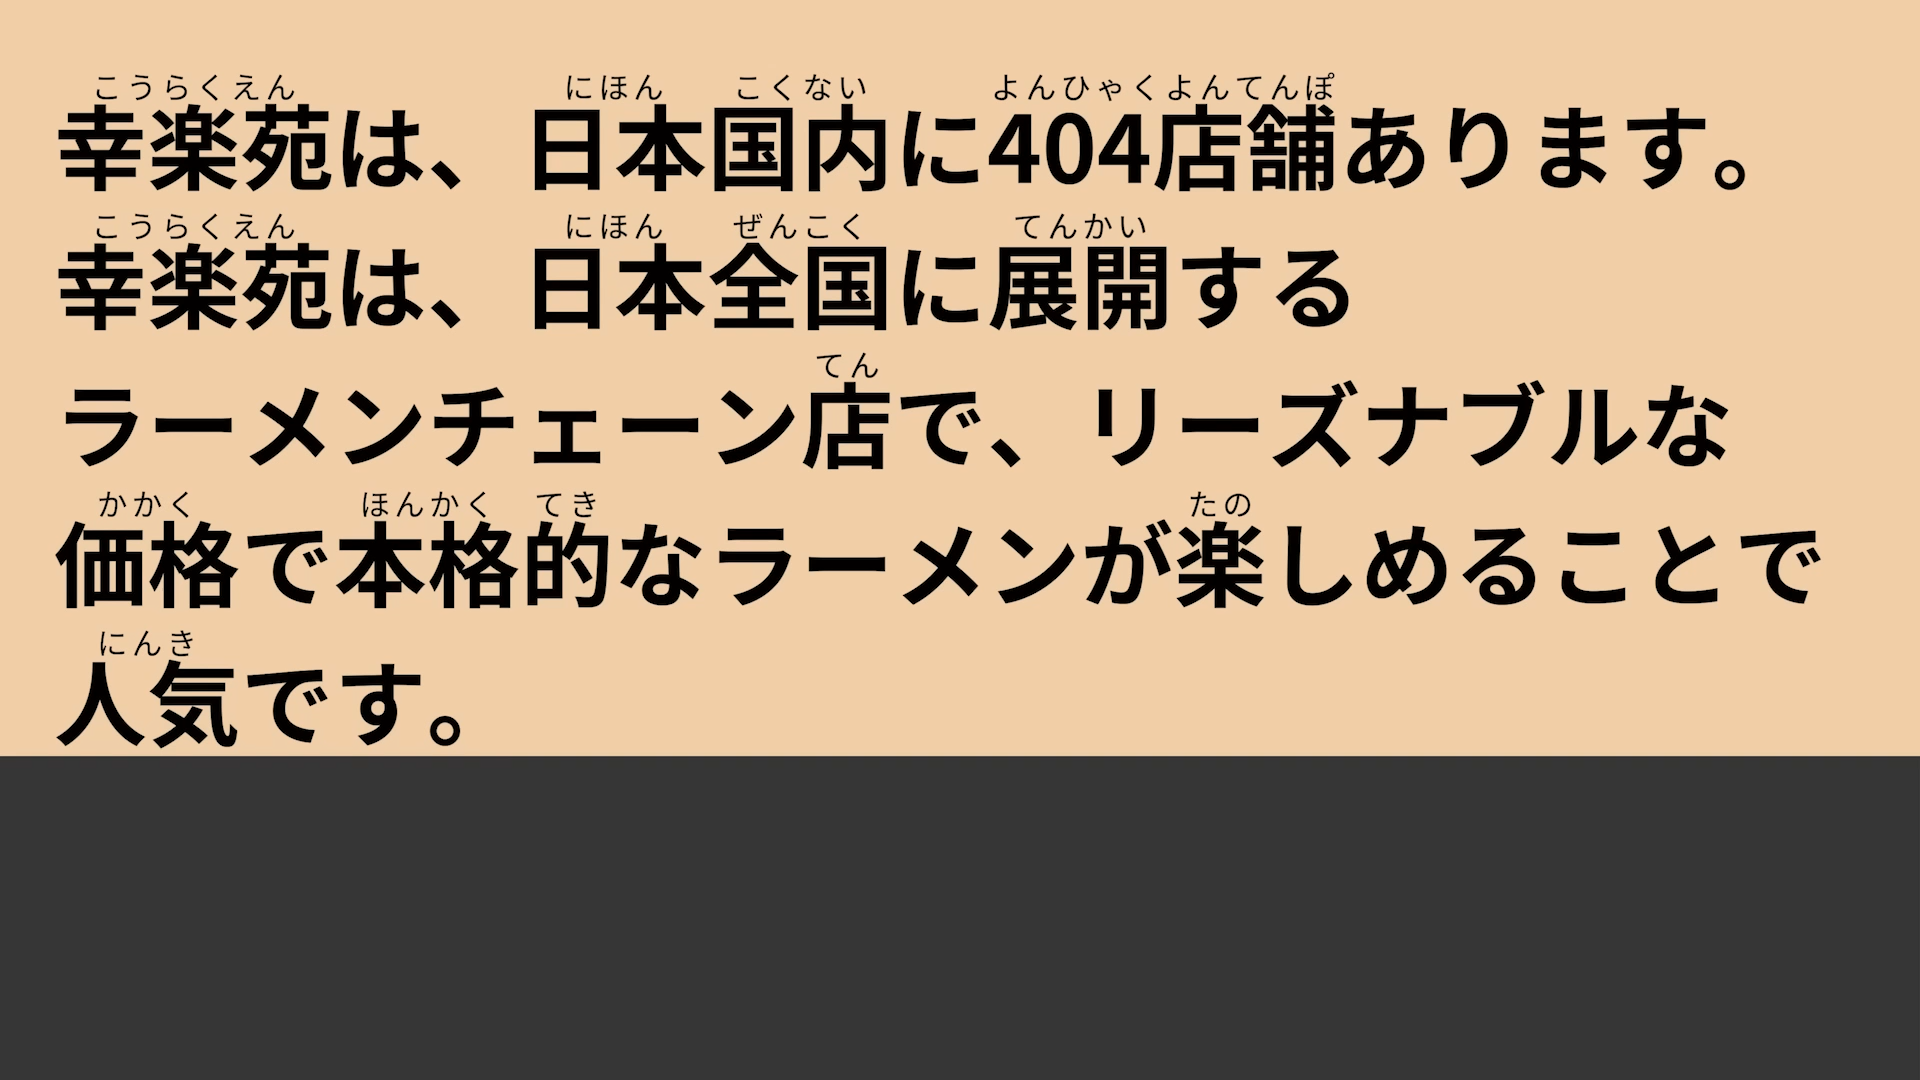 こうらくえん にほん こくない よんひゃくよんてんぽ
幸楽苑は、日本国内に404店舗あります。
こうらくえん にほん ぜんこく てんかい
幸楽苑は、日本全国に展開する
てん
ラーメンチェーン店で、リーズナブルな
かかく ほんかく てき たの
価格で本格的なラーメンが楽しめることで
にんき
人気です。